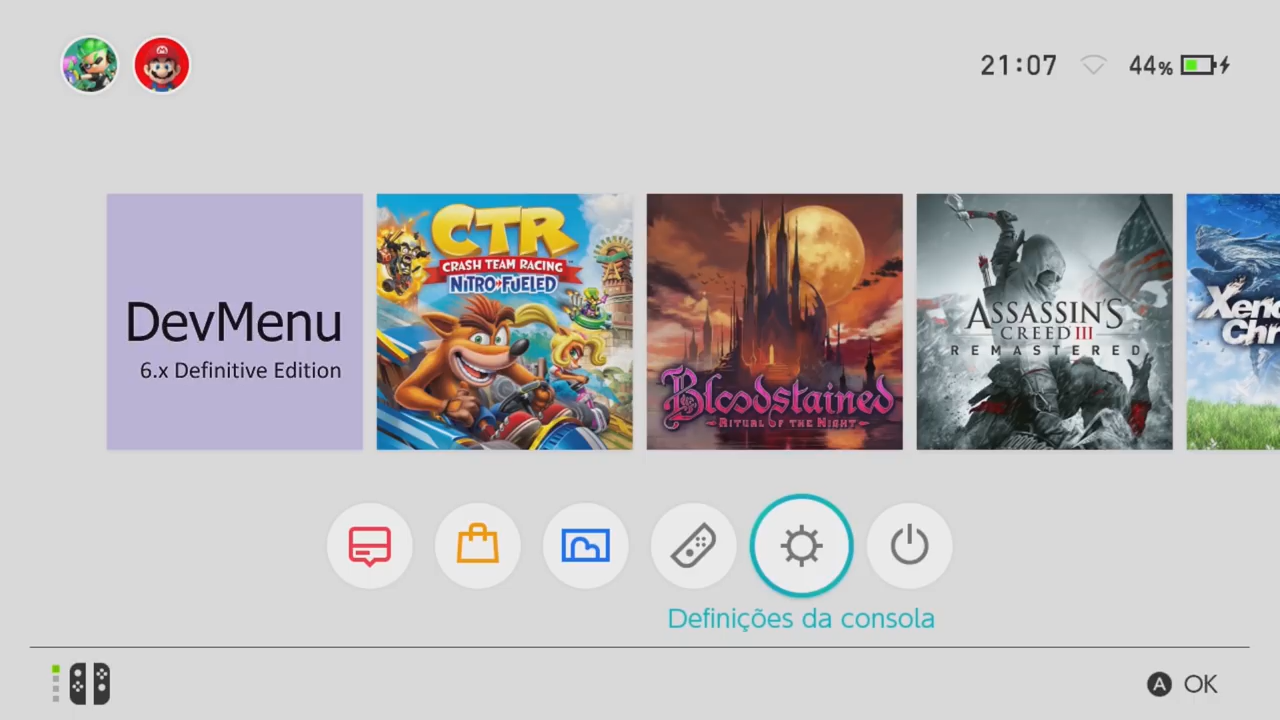 21:07
44%
DevMenu
6.x Definitive Edition
CTR
CRASH TEAM RACING
NITRO-FUELED
Bloodstained
RITUAL OF THE NIGHT
ASSASSIN'S
CREED III
REMASTERED
Definições da consola
A OK